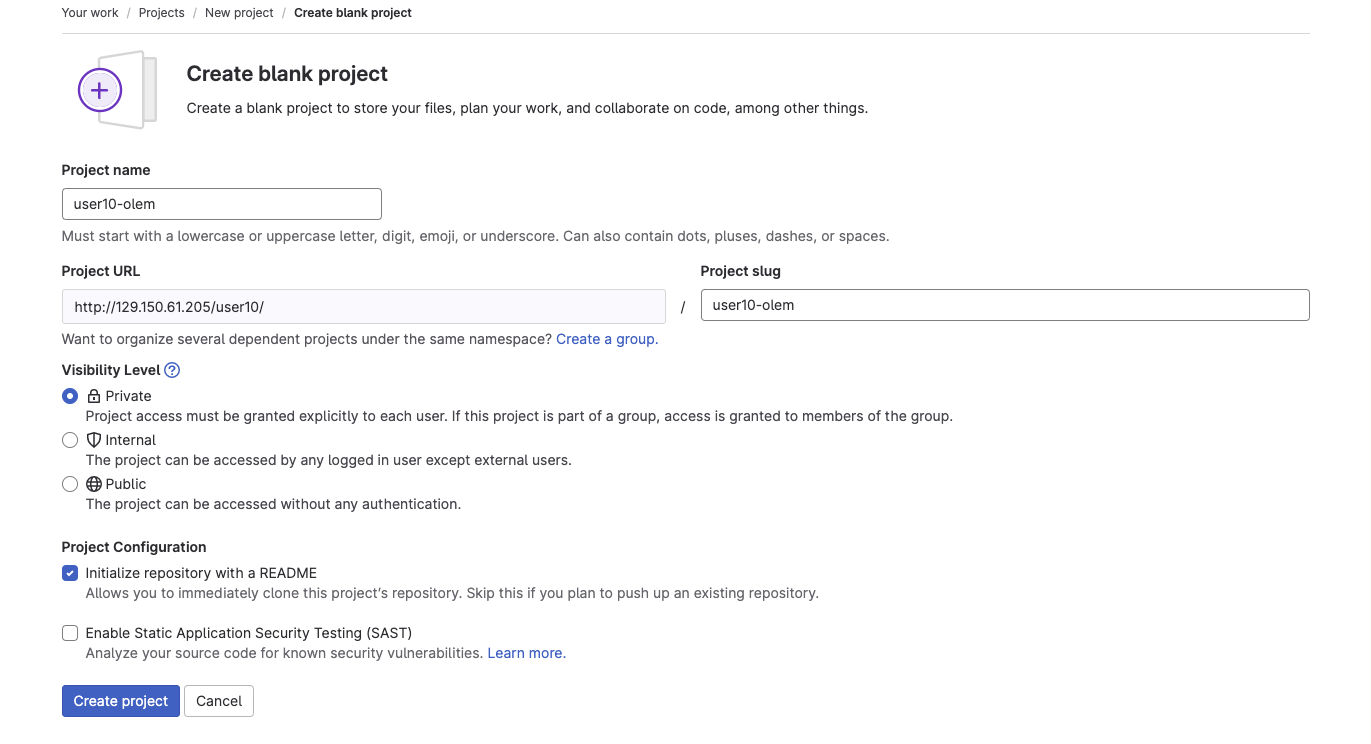 Your work / Projects / New project / Create blank project
Create blank project
Create a blank project to store your files, plan your work, and collaborate on code, among other things.
Project name
user10-olem
Must start with a lowercase or uppercase letter, digit, emoji, or underscore. Can also contain dots, pluses, dashes, or spaces.
Project URL
Project slug
http://129.150.61.205/user10/ / user10-olem
Want to organize several dependent projects under the same namespace? Create a group.
Visibility Level ?
Private
Project access must be granted explicitly to each user. If this project is part of a group, access is granted to members of the group.
Internal
The project can be accessed by any logged in user except external users.
Public
The project can be accessed without any authentication.
Project Configuration
Initialize repository with a README
Allows you to immediately clone this project's repository. Skip this if you plan to push up an existing repository.
Enable Static Application Security Testing (SAST)
Analyze your source code for known security vulnerabilities. Learn more.
Create project Cancel